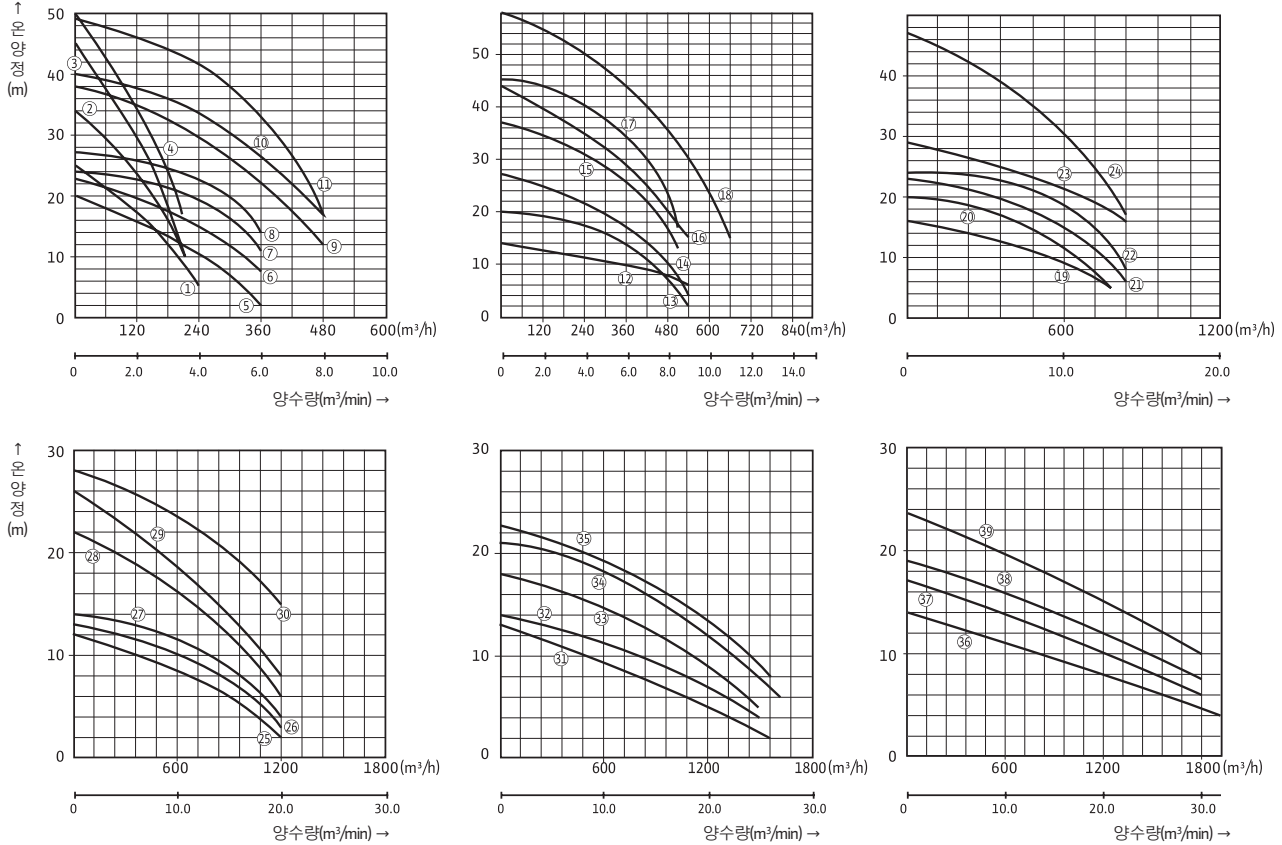 ↑
온
양
정
(m)
50
40
30
20
10
0
③
②
④
⑩
⑪
⑧
⑨
⑦
⑥
①
⑤
120 240 360 480 600 (m³/h)
0 2.0 4.0 6.0 8.0 10.0
양수량(m³/min) →
50
40
30
20
10
0
⑰
⑮
⑱
⑯
⑭
⑫
⑬
120 240 360 480 600 720 840 (m³/h)
0 2.0 4.0 6.0 8.0 10.0 12.0 14.0
양수량(m³/min) →
40
30
20
10
0
㉓
㉔
⑳
㉒
⑲
㉑
600 1200 (m³/h)
0 10.0 20.0
양수량(m³/min) →
↑
온
양
정
(m)
30
20
10
0
㉙
㉘
㉗
㉚
㉖
㉕
600 1200 1800 (m³/h)
0 10.0 20.0 30.0
양수량(m³/min) →
30
20
10
0
㉟
㉞
㉜
㉝
㉛
600 1200 1800 (m³/h)
0 10.0 20.0 30.0
양수량(m³/min) →
30
20
10
0
㊴
㊳
㊲
㊱
600 1200 1800 (m³/h)
0 10.0 20.0 30.0
양수량(m³/min) →